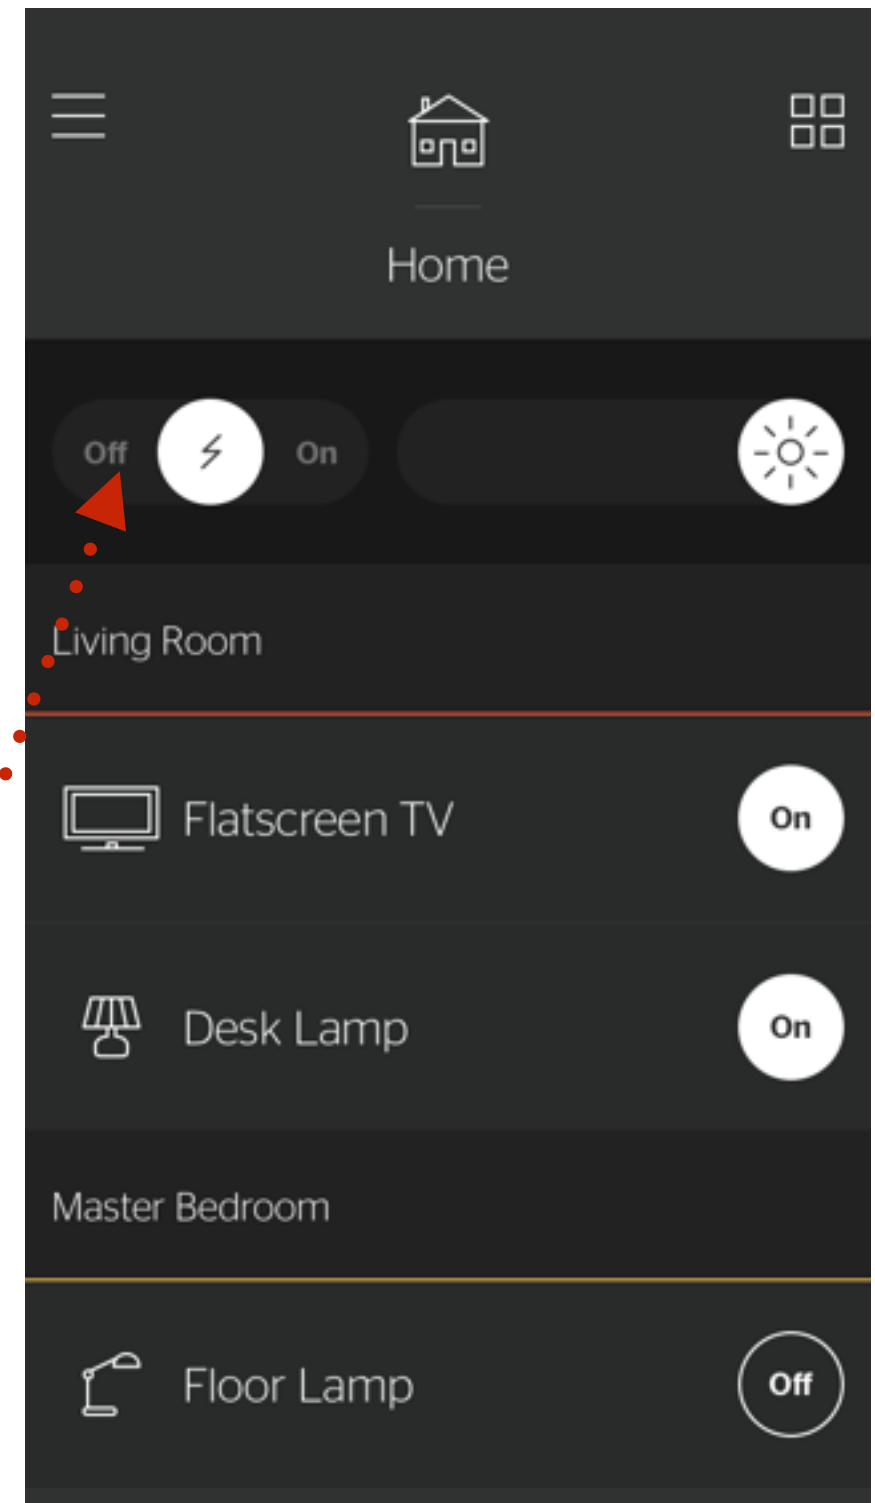 Home
Off On
Living Room
Flatscreen TV On
Desk Lamp On
Master Bedroom
Floor Lamp Off